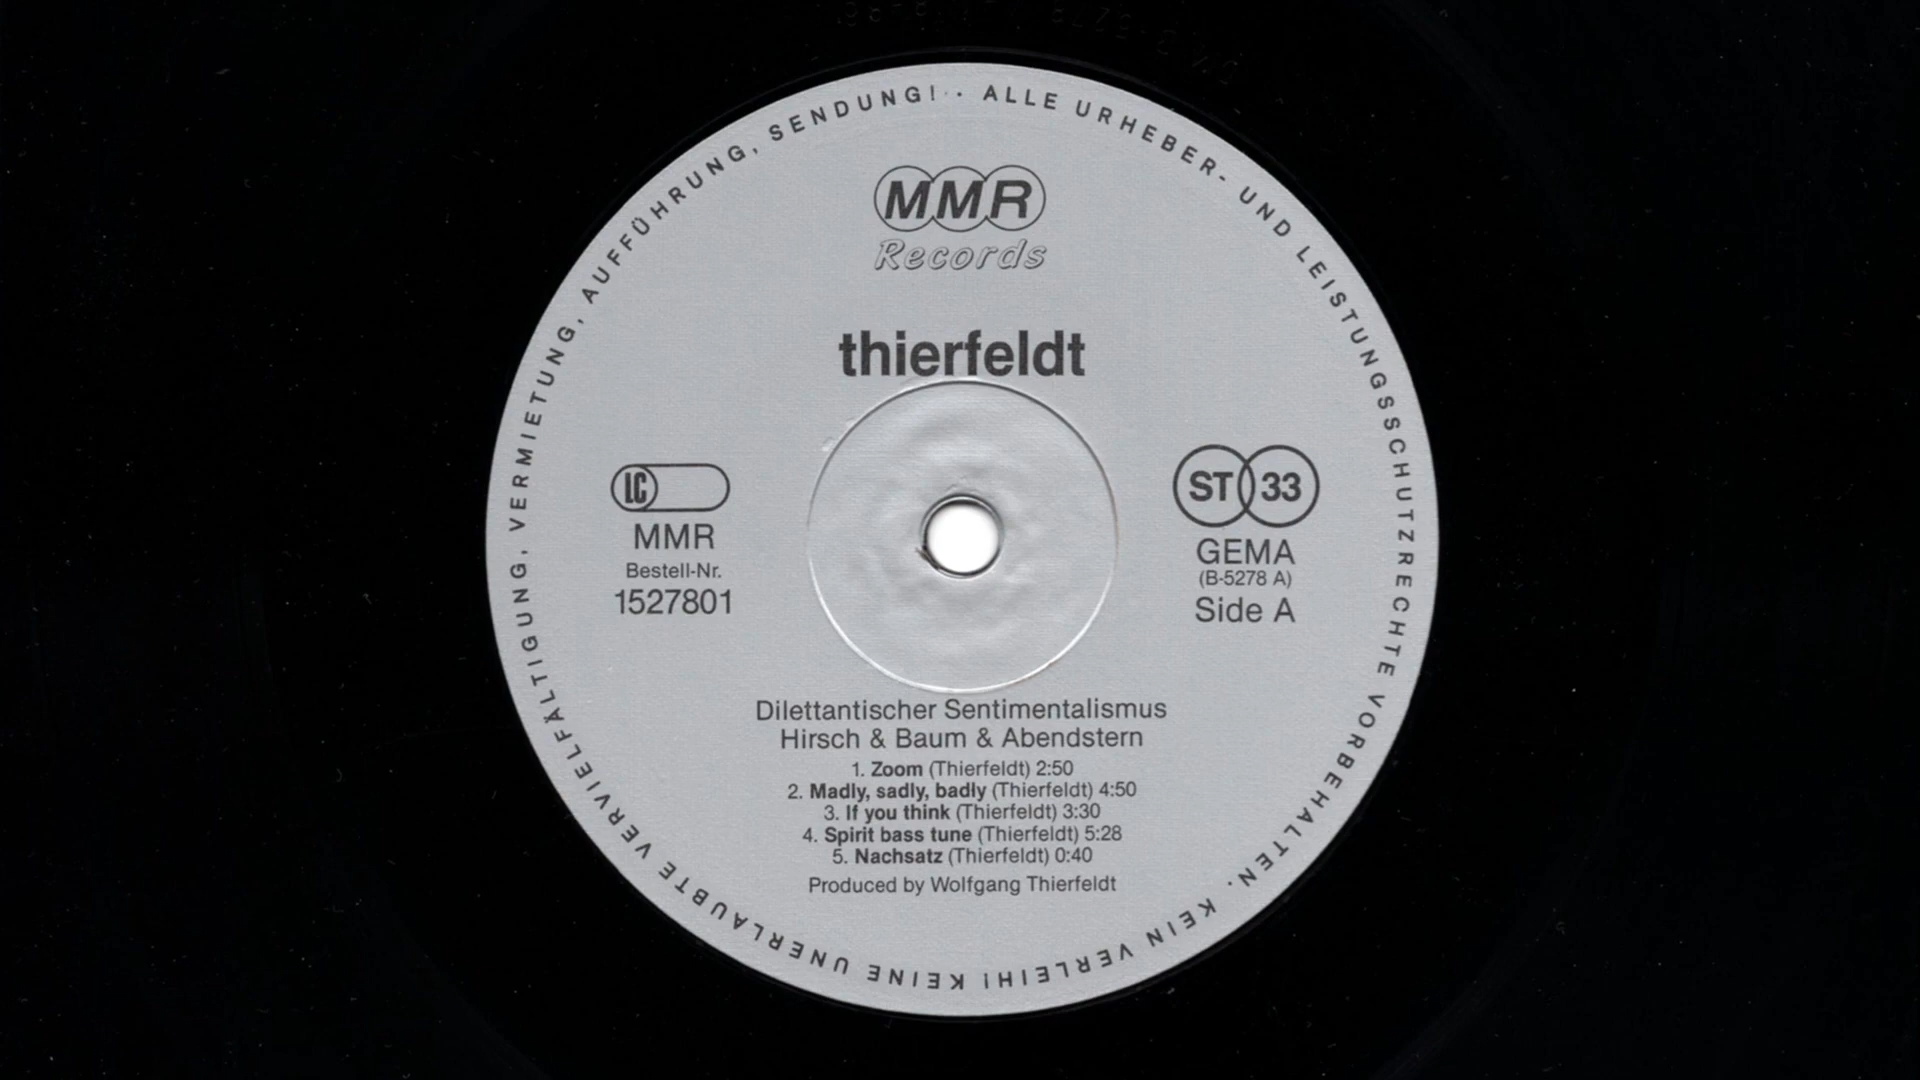 ALLE URHEBER- UND LEISTUNGSSCHUTZRECHTE VORBEHALTEN. KEIN VERLEIH! KEINE UNERLAUBTE VERVIELFÄLTIGUNG, VERMIETUNG, AUFFÜHRUNG, SENDUNG! ·
MMR
Records
thierfeldt
LC
MMR
Bestell-Nr.
1527801
ST 33
GEMA
(B-5278 A)
Side A
Dilettantischer Sentimentalismus
Hirsch & Baum & Abendstern
1. Zoom (Thierfeldt) 2:50
2. Madly, sadly, badly (Thierfeldt) 4:50
3. If you think (Thierfeldt) 3:30
4. Spirit bass tune (Thierfeldt) 5:28
5. Nachsatz (Thierfeldt) 0:40
Produced by Wolfgang Thierfeldt